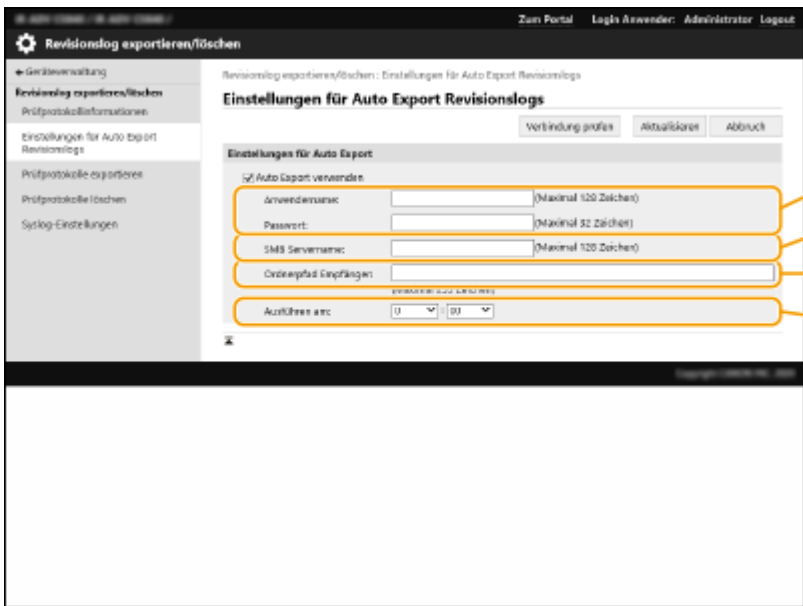 Zum Portal Login Anwender: Administrator Logout
Revisionslog exportieren/löschen
Geräteverwaltung
Revisionslog exportieren/löschen
Prüfprotokollinformationen
Einstellungen für Auto Export
Revisionslogs
Prüfprotokolle exportieren
Prüfprotokolle löschen
Syslog-Einstellungen
Revisionslog exportieren/löschen : Einstellungen für Auto Export Revisionslogs
Einstellungen für Auto Export Revisionslogs
Verbindung prüfen Aktualisieren Abbruch
Einstellungen für Auto Export
Auto Export verwenden
Anwendername: (Maximal 128 Zeichen)
Passwort: (Maximal 32 Zeichen)
SMB Servername: (Maximal 128 Zeichen)
Ordnerpfad Empfänger:
Ausführen am: 0 : 00